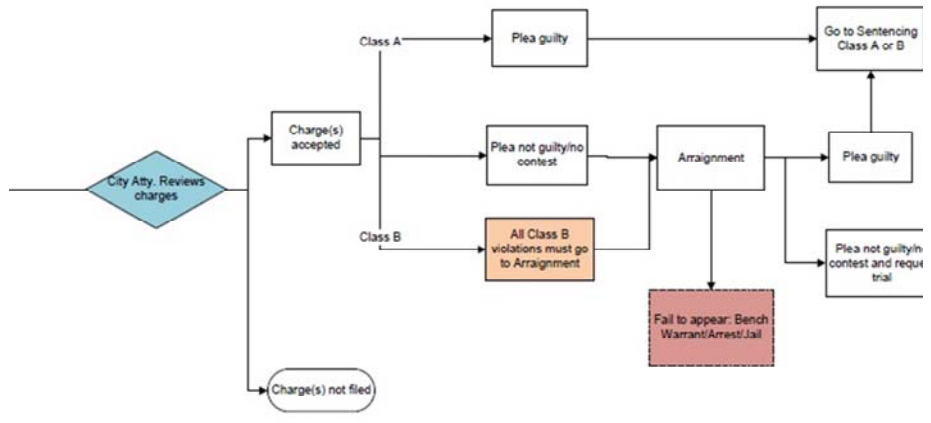 Class A
Plea guilty
Go to Sentencing
Class A or B
Charge(s)
accepted
Plea not guilty/no
contest
Arraignment
Plea guilty
City Atty. Reviews
charges
Class B
All Class B
violations must go
to Arraignment
Plea not guilty/n
contest and reque
trial
Fail to appear: Bench
Warrant/Arrest/Jail
Charge(s) not filed